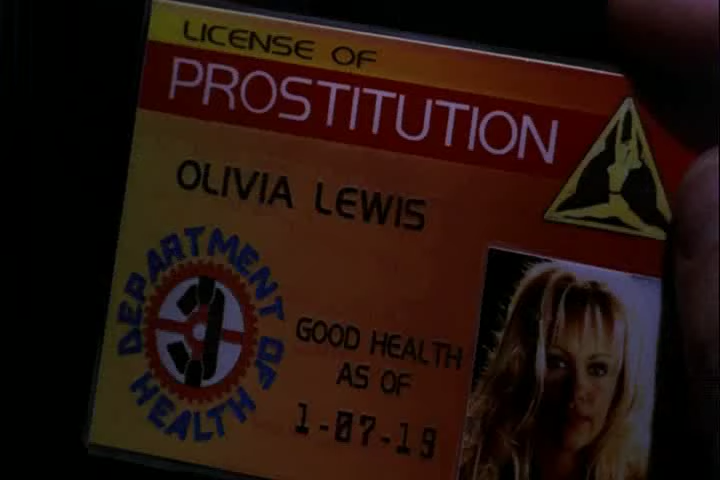 LICENSE OF
PROSTITUTION
OLIVIA LEWIS
DEPARTMENT OF HEALTH
GOOD HEALTH
AS OF
1-07-19